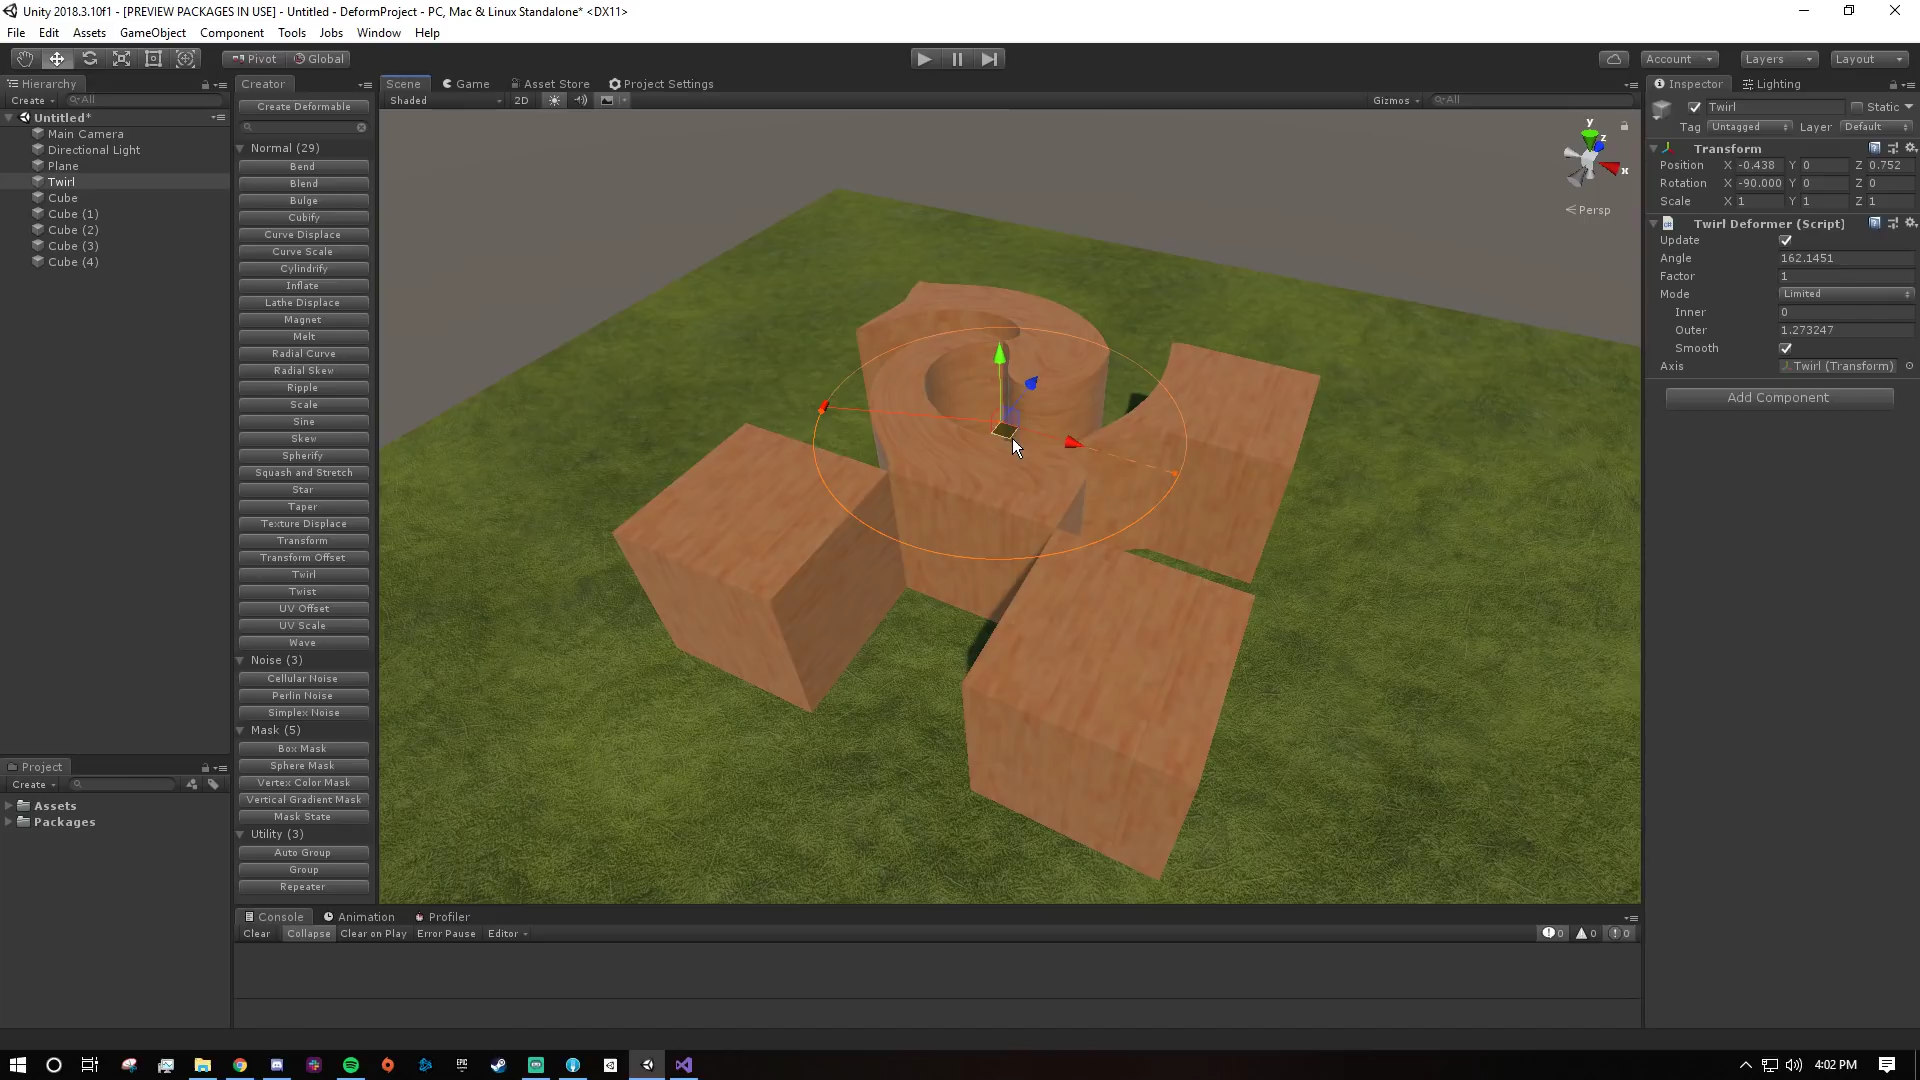 Unity 2018.3.10f1 - [PREVIEW PACKAGES IN USE] - Untitled - DeformProject - PC, Mac & Linux Standalone* <DX11>
File Edit Assets GameObject Component Tools Jobs Window Help
Pivot Global Account Layers Layout
Hierarchy
Create All
Untitled*
Main Camera
Directional Light
Plane
Twirl
Cube
Cube (1)
Cube (2)
Cube (3)
Cube (4)
Project
Create
Assets
Packages
Creator
Create Deformable
Normal (29)
Bend
Blend
Bulge
Cubify
Curve Displace
Curve Scale
Cylindrify
Inflate
Lathe Displace
Magnet
Melt
Radial Curve
Radial Skew
Ripple
Scale
Sine
Skew
Spherify
Squash and Stretch
Star
Taper
Texture Displace
Transform
Transform Offset
Twirl
Twist
UV Offset
UV Scale
Wave
Noise (3)
Cellular Noise
Perlin Noise
Simplex Noise
Mask (5)
Box Mask
Sphere Mask
Vertex Color Mask
Vertical Gradient Mask
Mask State
Utility (3)
Auto Group
Group
Repeater
Scene Game Asset Store Project Settings
Shaded 2D Gizmos All
y
z
x
Persp
Console Animation Profiler
Clear Collapse Clear on Play Error Pause Editor 0 0 0
Inspector Lighting
Twirl Static
Tag Untagged Layer Default
Transform
Position X -0.438 Y 0 Z 0.752
Rotation X -90.000 Y 0 Z 0
Scale X 1 Y 1 Z 1
Twirl Deformer (Script)
Update
Angle 162.1451
Factor 1
Mode Limited
Inner 0
Outer 1.273247
Smooth
Axis Twirl (Transform)
Add Component
EPIC
4:02 PM